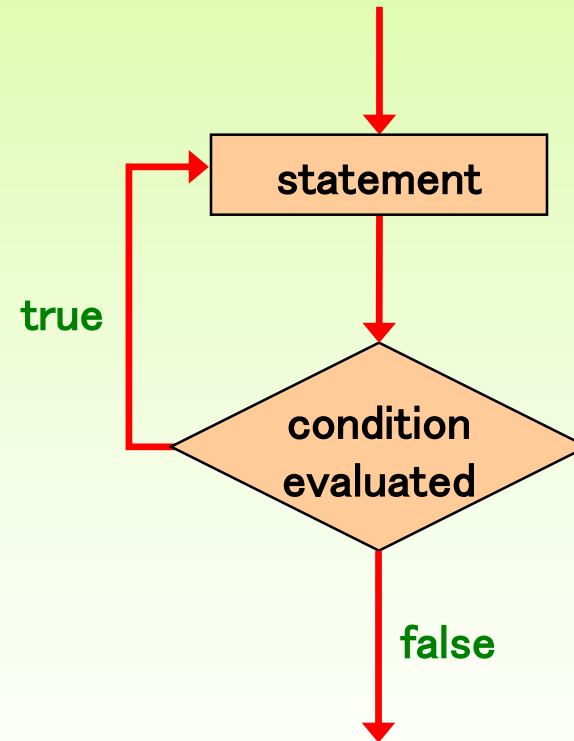 statement
true
condition
evaluated
false